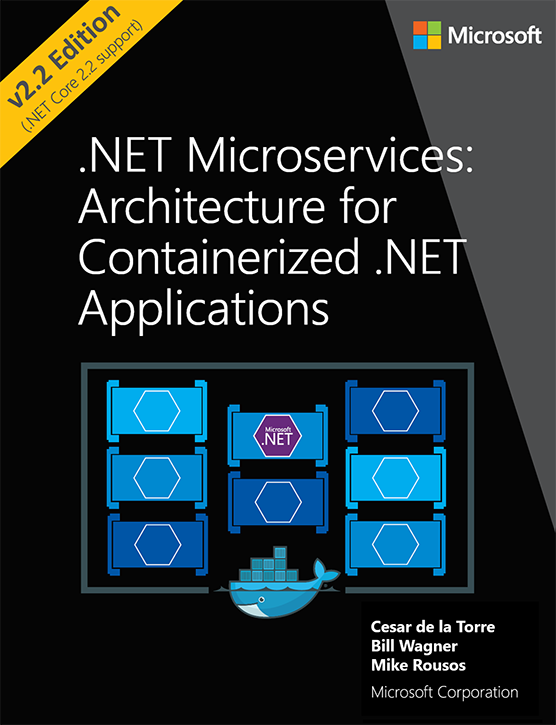 v2.2 Edition
(.NET Core 2.2 support)
Microsoft
.NET Microservices:
Architecture for
Containerized .NET
Applications
Microsoft
.NET
Cesar de la Torre
Bill Wagner
Mike Rousos
Microsoft Corporation